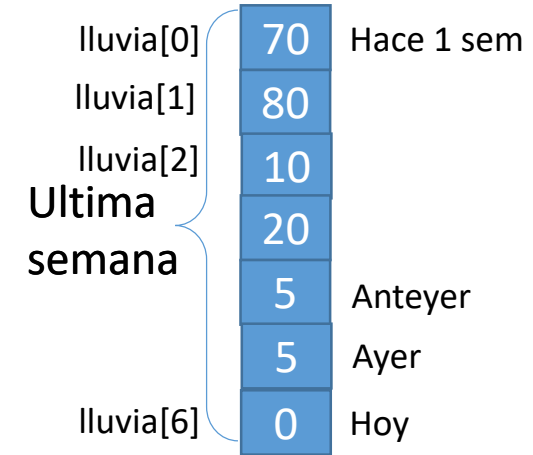 lluvia[0] 70 Hace 1 sem
lluvia[1] 80
lluvia[2] 10
Ultima
semana
20
5 Anteyer
5 Ayer
lluvia[6] 0 Hoy